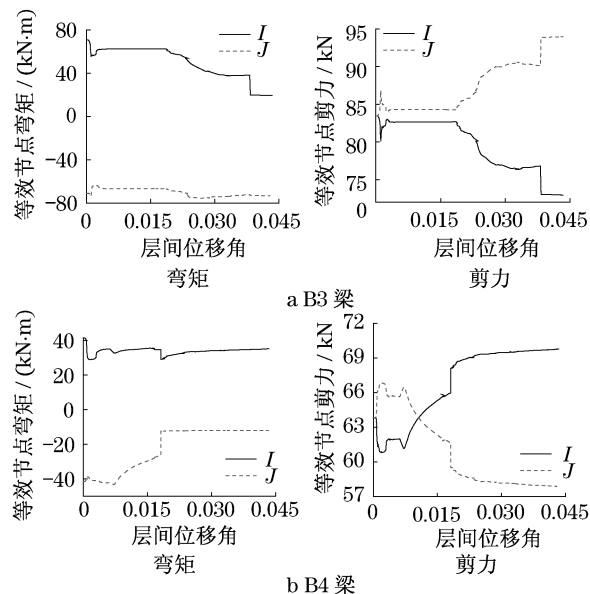 等效节点弯矩/(kN·m)
80
40
0
−40
−80
I
J
0 0.015 0.030 0.045
层间位移角
弯矩
等效节点剪力/kN
95
90
85
80
75
0
I
J
0.015 0.030 0.045
层间位移角
剪力
a B3 梁
等效节点弯矩/(kN·m)
40
20
0
−20
−40
I
J
0 0.015 0.030 0.045
层间位移角
弯矩
等效节点剪力/kN
72
69
66
63
60
57
I
J
0 0.015 0.030 0.045
层间位移角
剪力
b B4 梁